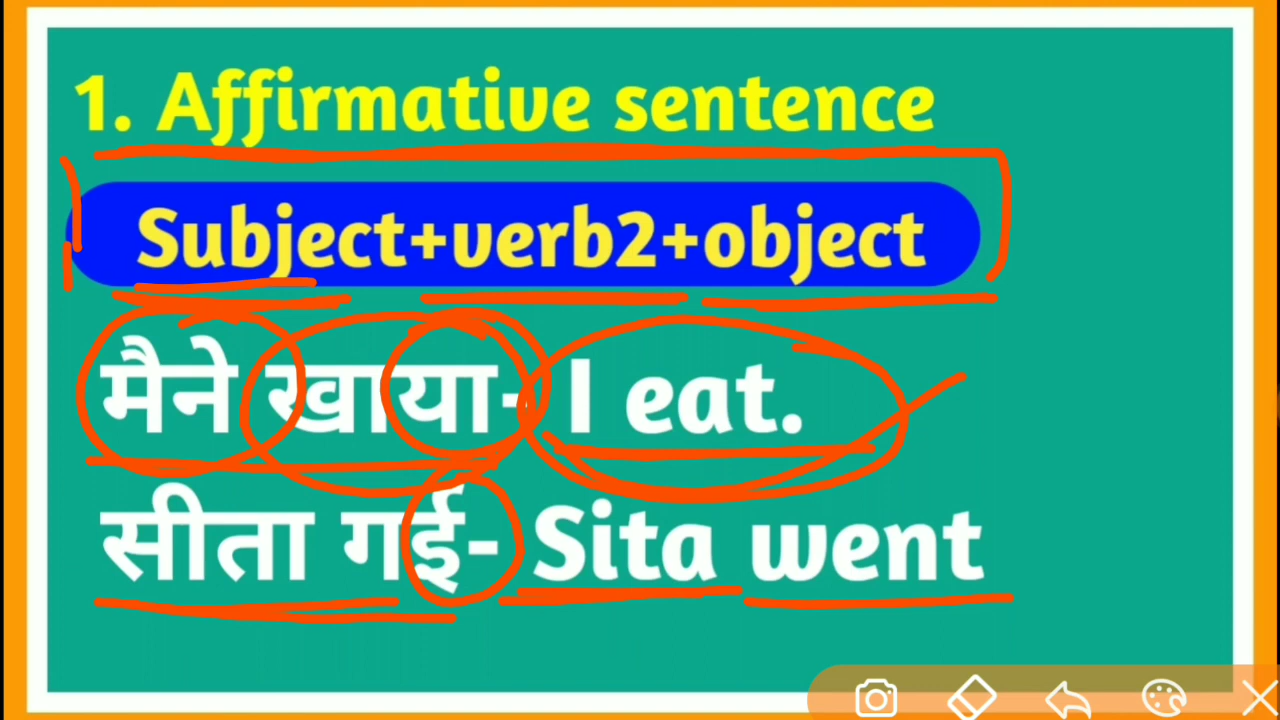 1. Affirmative sentence
Subject+verb2+object
मैने खाया- I eat.
सीता गई- Sita went